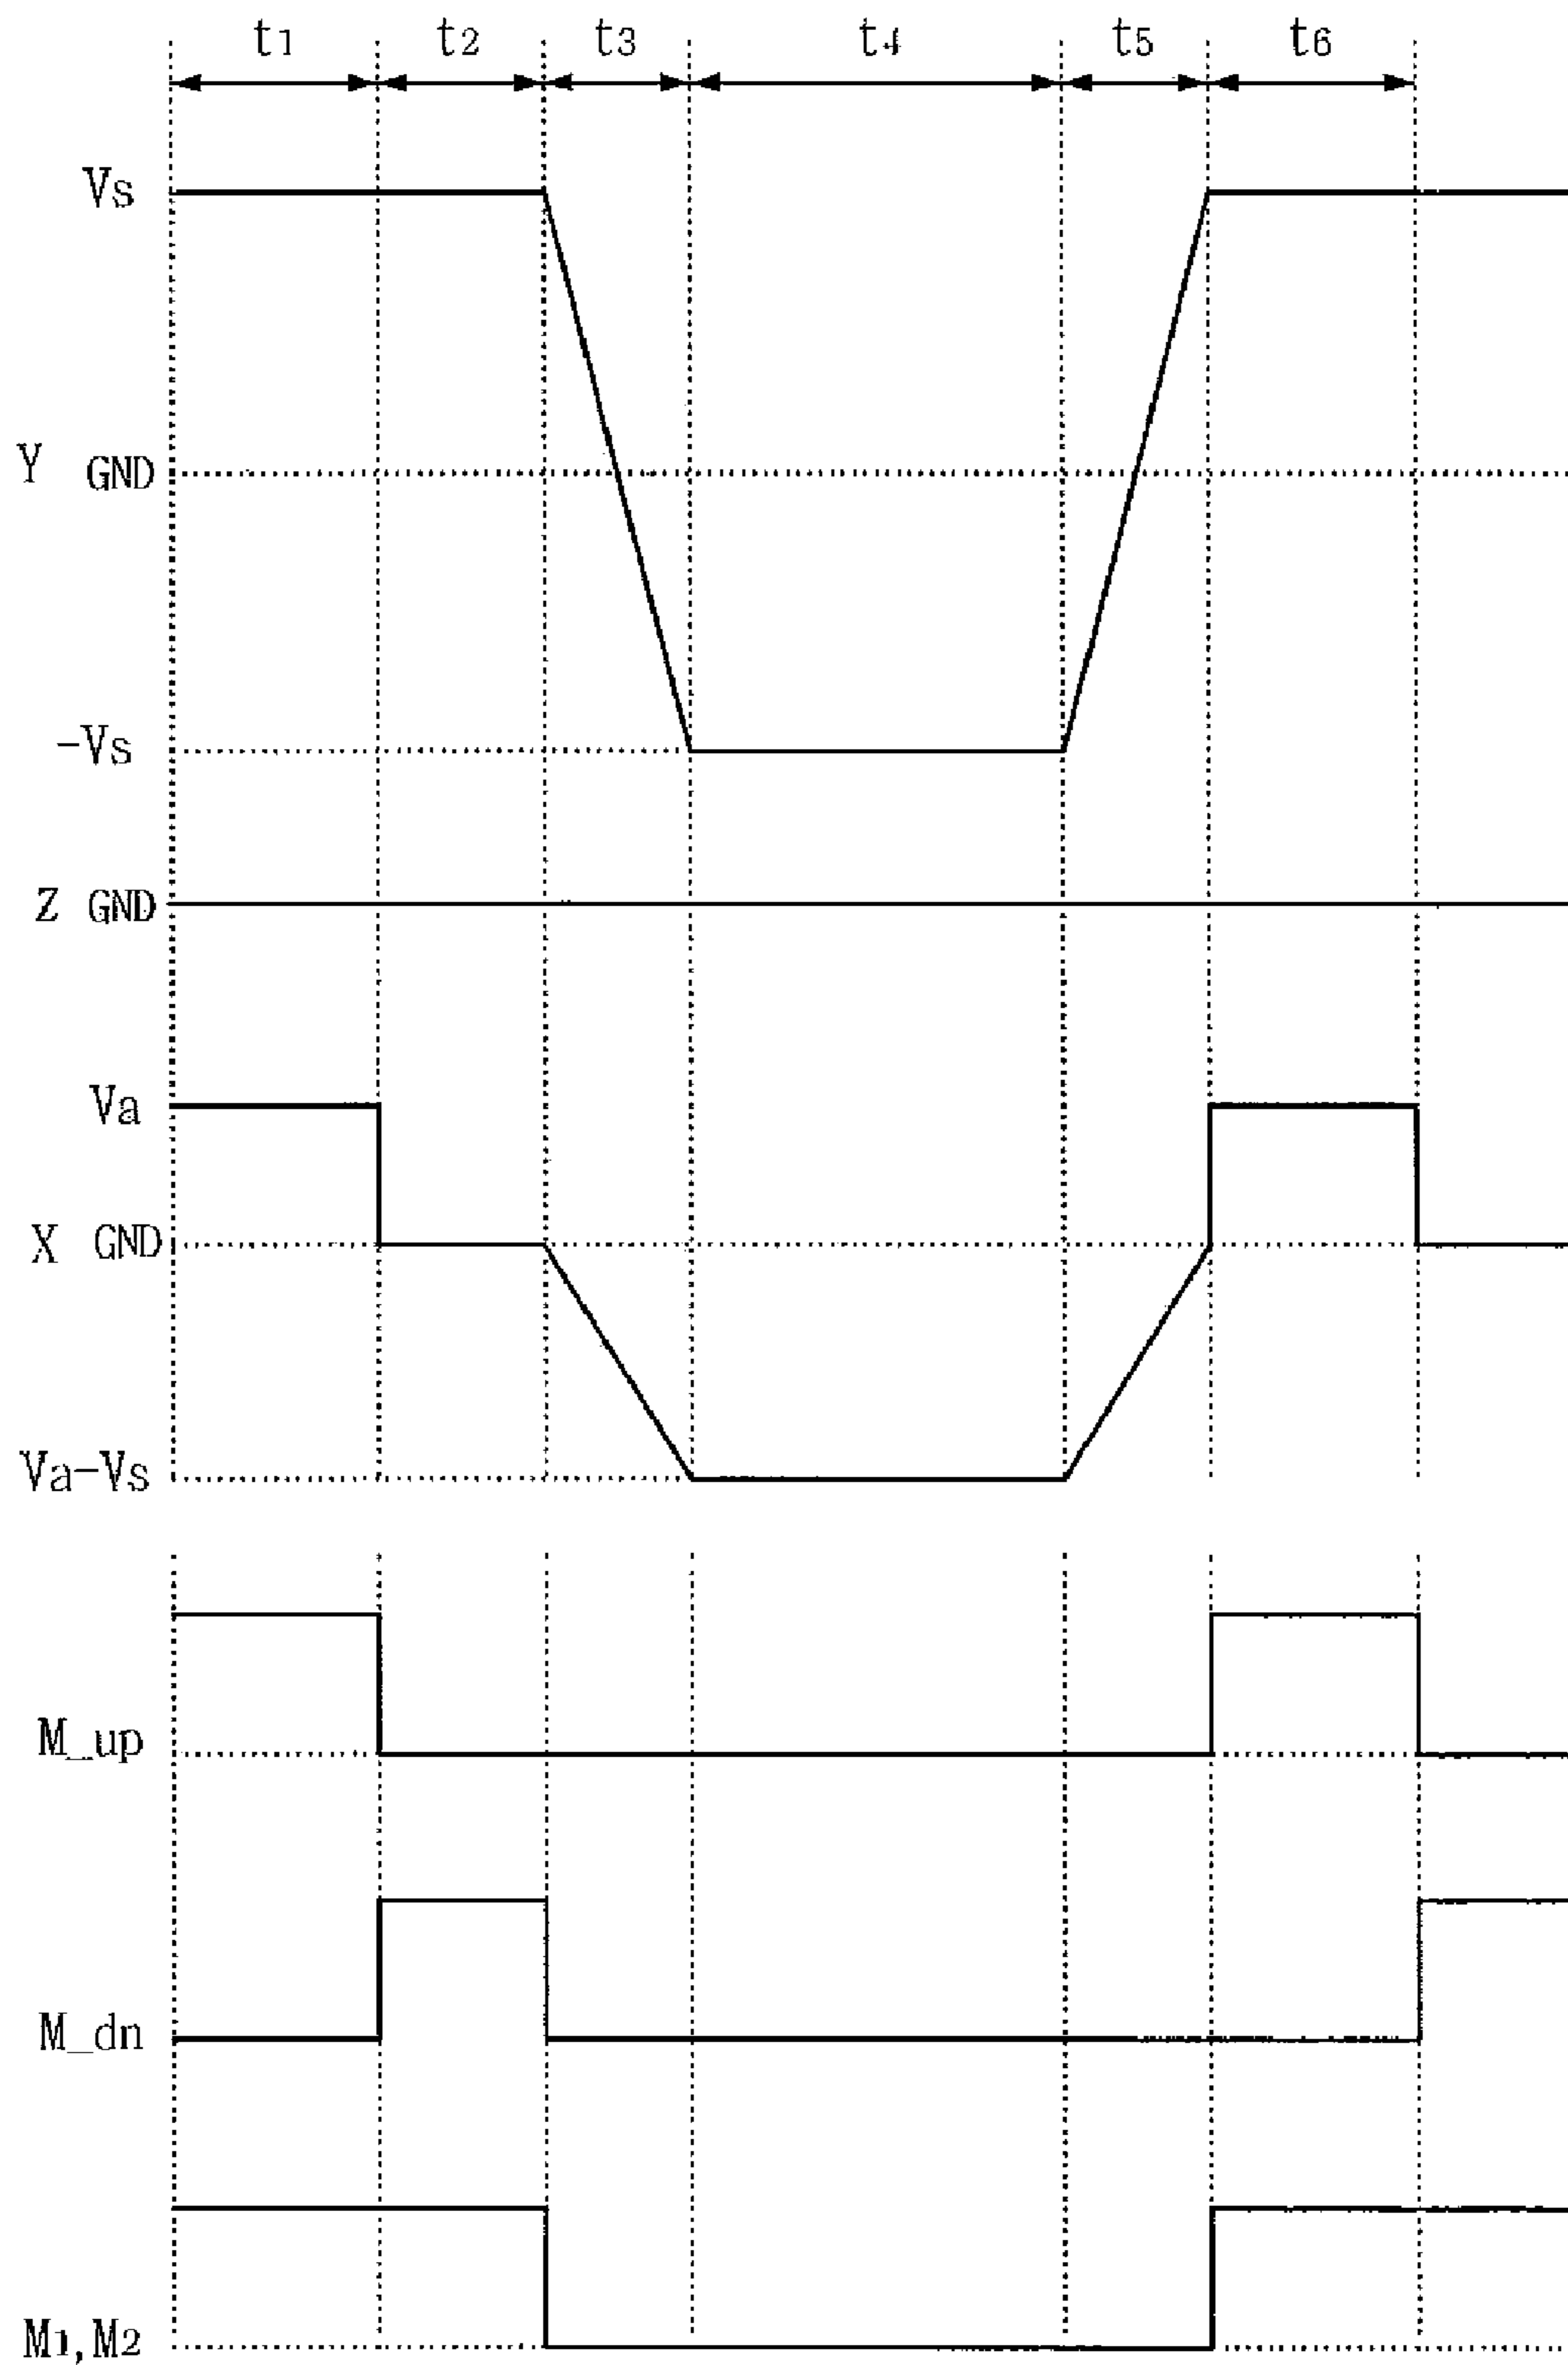 t1 t2 t3 t4 t5 t6
Vs
Y GND
-Vs
Z GND
Va
X GND
Va-Vs
M_up
M_dn
M1,M2